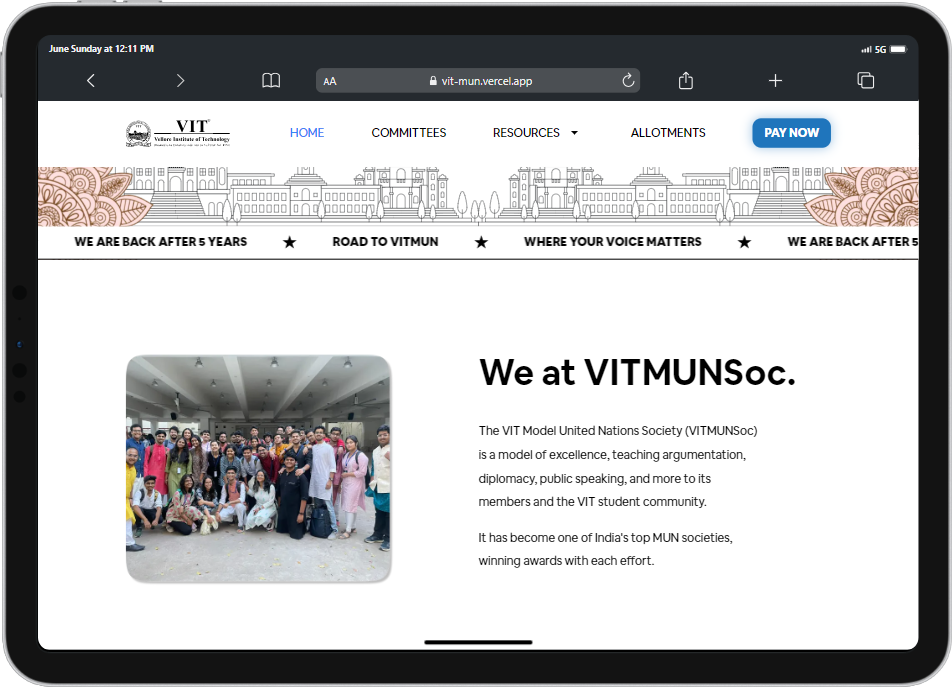 June Sunday at 12:11 PM
5G
AA
vit-mun.vercel.app
VIT
Vellore Institute of Technology
HOME
COMMITTEES
RESOURCES
ALLOTMENTS
PAY NOW
WE ARE BACK AFTER 5 YEARS ★ ROAD TO VITMUN ★ WHERE YOUR VOICE MATTERS ★ WE ARE BACK AFTER 5
We at VITMUNSoc.
The VIT Model United Nations Society (VITMUNSoc)
is a model of excellence, teaching argumentation,
diplomacy, public speaking, and more to its
members and the VIT student community.
It has become one of India's top MUN societies,
winning awards with each effort.